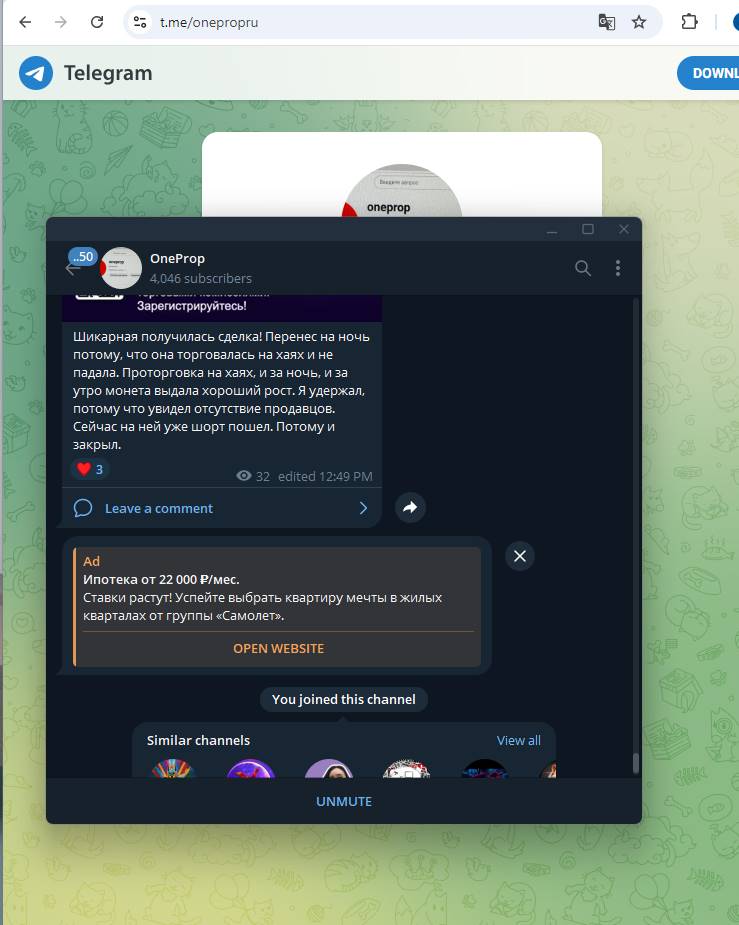 t.me/onepropru
Telegram
DOWNL
Введите запрос
oneprop
..50
OneProp
4,046 subscribers
Зарегистрируйтесь!
Шикарная получилась сделка! Перенес на ночь
потому, что она торговалась на хаях и не
падала. Проторговка на хаях, и за ночь, и за
утро монета выдала хороший рост. Я удержал,
потому что увидел отсутствие продавцов.
Сейчас на ней уже шорт пошел. Потому и
закрыл.
3
32 edited 12:49 PM
Leave a comment
Ad
Ипотека от 22 000 ₽/мес.
Ставки растут! Успейте выбрать квартиру мечты в жилых
кварталах от группы «Самолет».
OPEN WEBSITE
You joined this channel
Similar channels
View all
UNMUTE